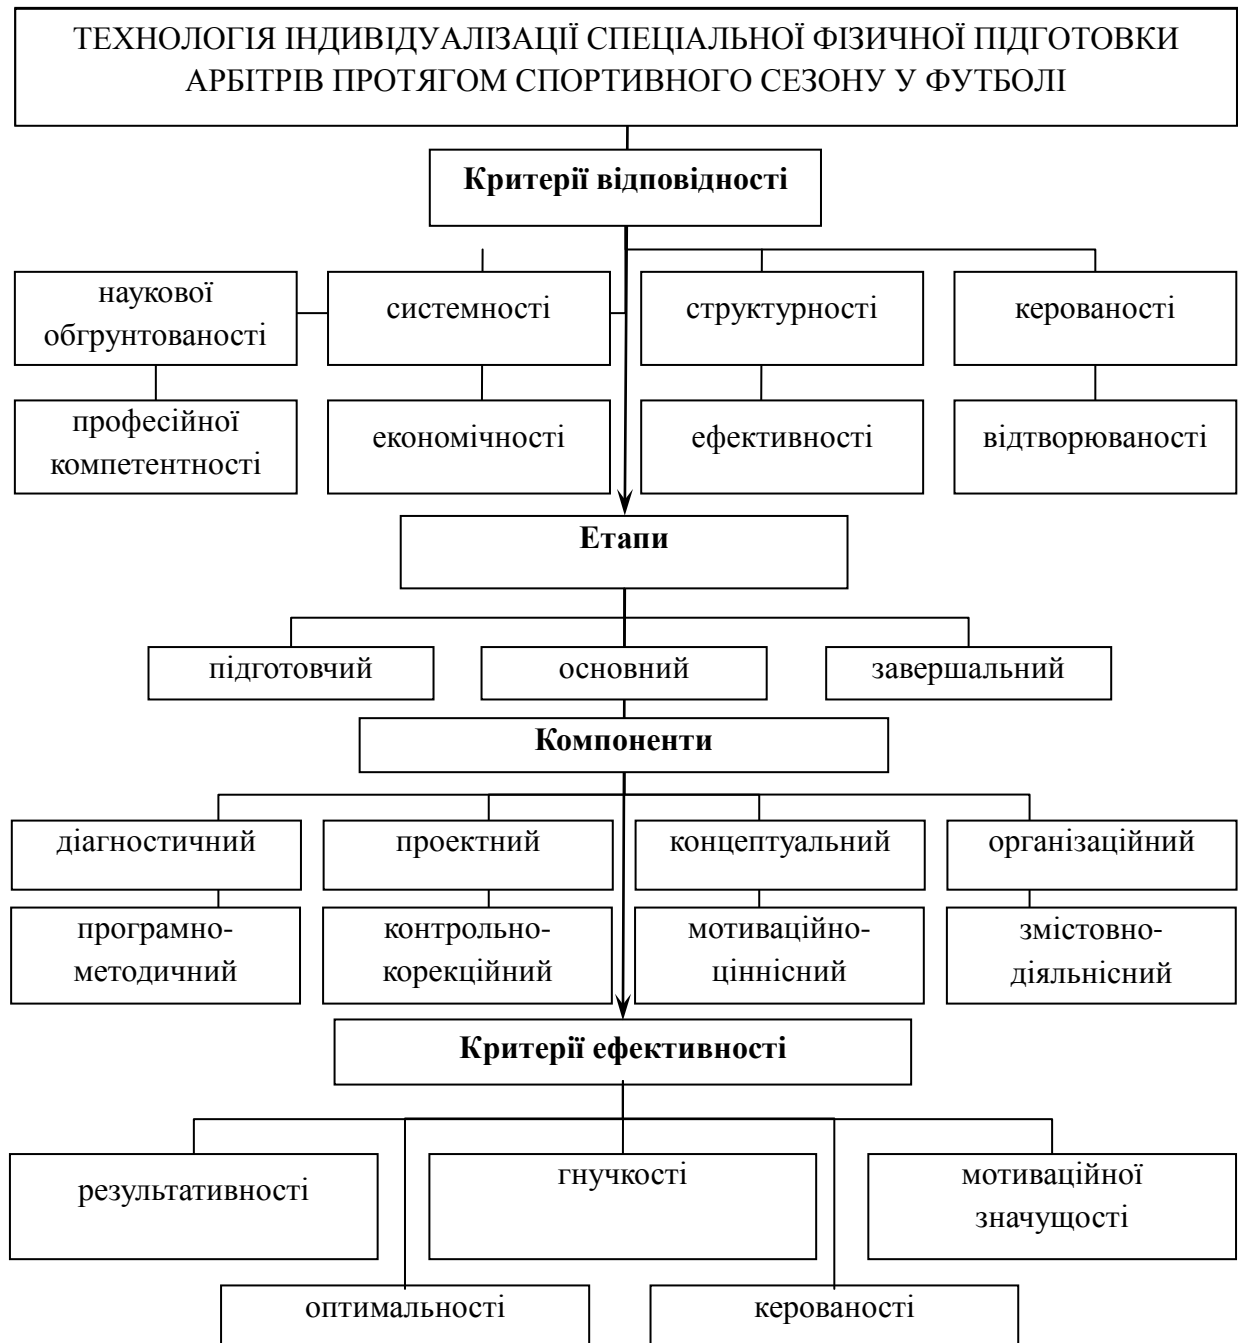 ТЕХНОЛОГІЯ ІНДИВІДУАЛІЗАЦІЇ СПЕЦІАЛЬНОЇ ФІЗИЧНОЇ ПІДГОТОВКИ
АРБІТРІВ ПРОТЯГОМ СПОРТИВНОГО СЕЗОНУ У ФУТБОЛІ
Критерії відповідності
наукової
обгрунтованості
системності
структурності
керованості
професійної
компетентності
економічності
ефективності
відтворюваності
Етапи
підготовчий
основний
завершальний
Компоненти
діагностичний
проектний
концептуальний
організаційний
програмно-
методичний
контрольно-
корекційний
мотиваційно-
ціннісний
змістовно-
діяльнісний
Критерії ефективності
результативності
гнучкості
мотиваційної
значущості
оптимальності
керованості